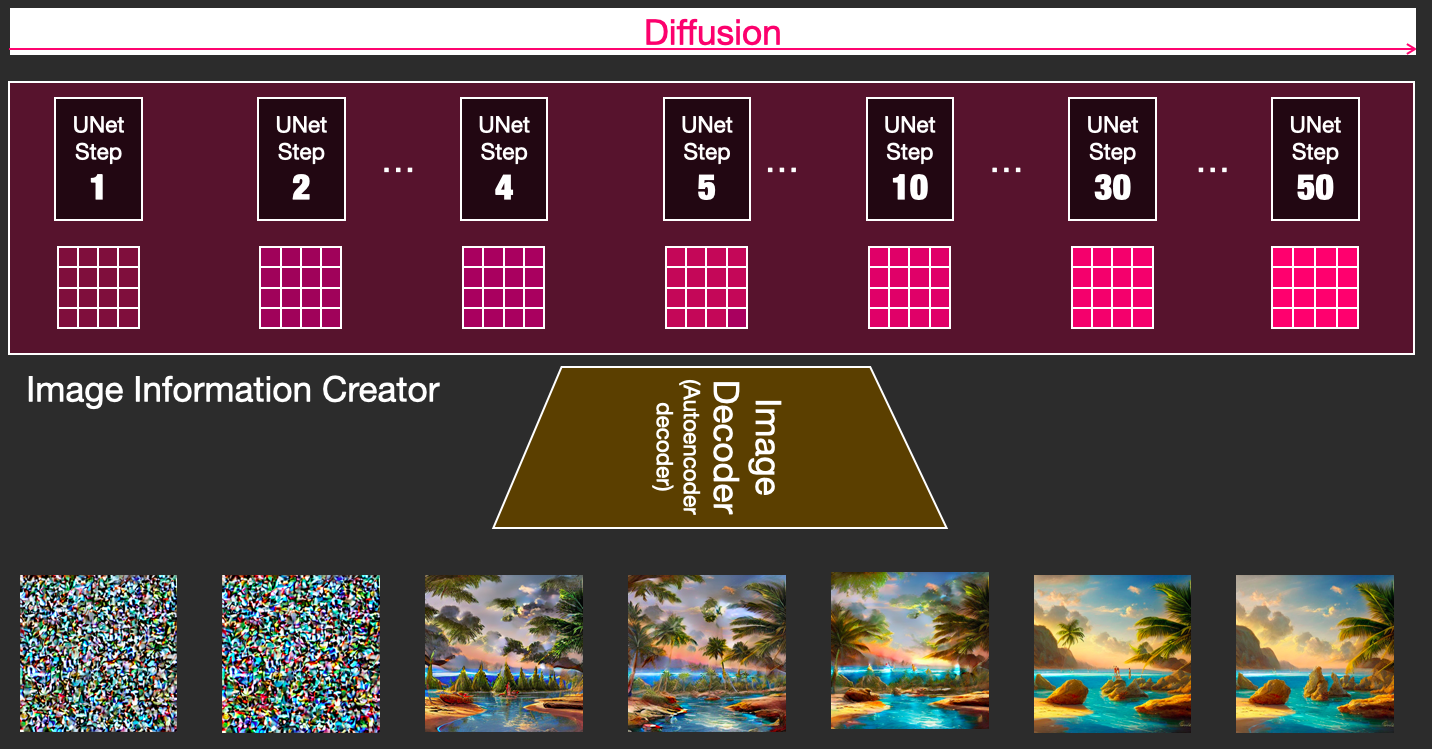 Diffusion
UNet
Step
1
UNet
Step
2
...
UNet
Step
4
UNet
Step
5
...
UNet
Step
10
...
UNet
Step
30
...
UNet
Step
50
Image Information Creator
Image
Decoder
(Autoencoder
decoder)